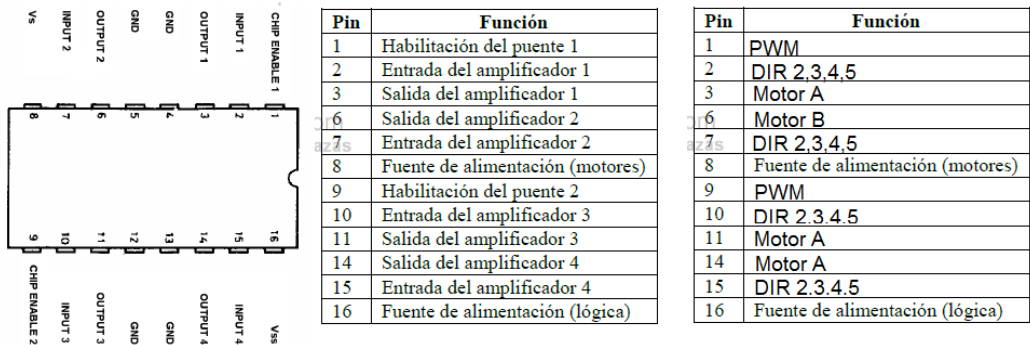 Vs
INPUT 2
OUTPUT 2
GND
GND
OUTPUT 1
INPUT 1
CHIP ENABLE 1
8
7
6
5
4
3
2
1
9
10
11
12
13
14
15
16
CHIP ENABLE 2
INPUT 3
OUTPUT 3
GND
GND
OUTPUT 4
INPUT 4
Vss
Pin Función
1 Habilitación del puente 1
2 Entrada del amplificador 1
3 Salida del amplificador 1
6 Salida del amplificador 2
7 Entrada del amplificador 2
8 Fuente de alimentación (motores)
9 Habilitación del puente 2
10 Entrada del amplificador 3
11 Salida del amplificador 3
14 Salida del amplificador 4
15 Entrada del amplificador 4
16 Fuente de alimentación (lógica)
Pin Función
1 PWM
2 DIR 2,3,4,5
3 Motor A
6 Motor B
7 DIR 2,3,4,5
8 Fuente de alimentación (motores)
9 PWM
10 DIR 2.3.4.5
11 Motor A
14 Motor A
15 DIR 2.3.4.5
16 Fuente de alimentación (lógica)